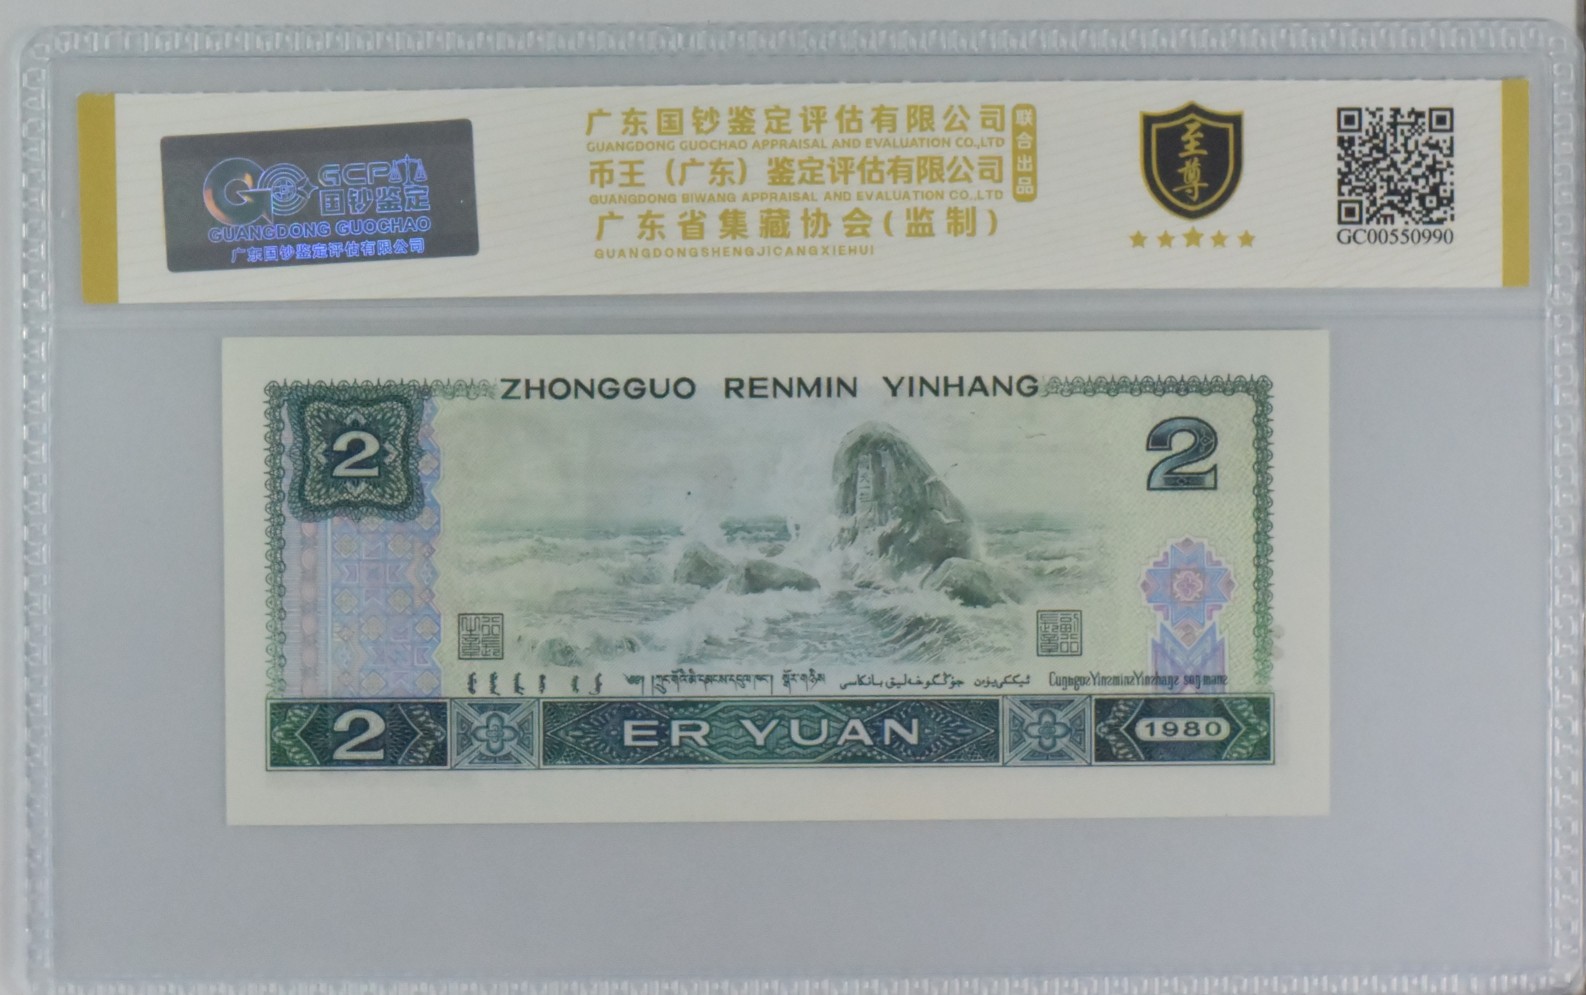 GCP
国钞鉴定
GUANGDONG GUOCHAO
广东国钞鉴定评估有限公司
广东国钞鉴定评估有限公司
GUANGDONG GUOCHAO APPRAISAL AND EVALUATION CO.,LTD
币王（广东）鉴定评估有限公司
GUANGDONG BIWANG APPRAISAL AND EVALUATION CO.,LTD
广东省集藏协会(监制)
GUANGDONGSHENGJICANGXIEHUI
联合出品
至尊
GC00550990
ZHONGGUO RENMIN YINHANG
2
2
2
ER YUAN
1980